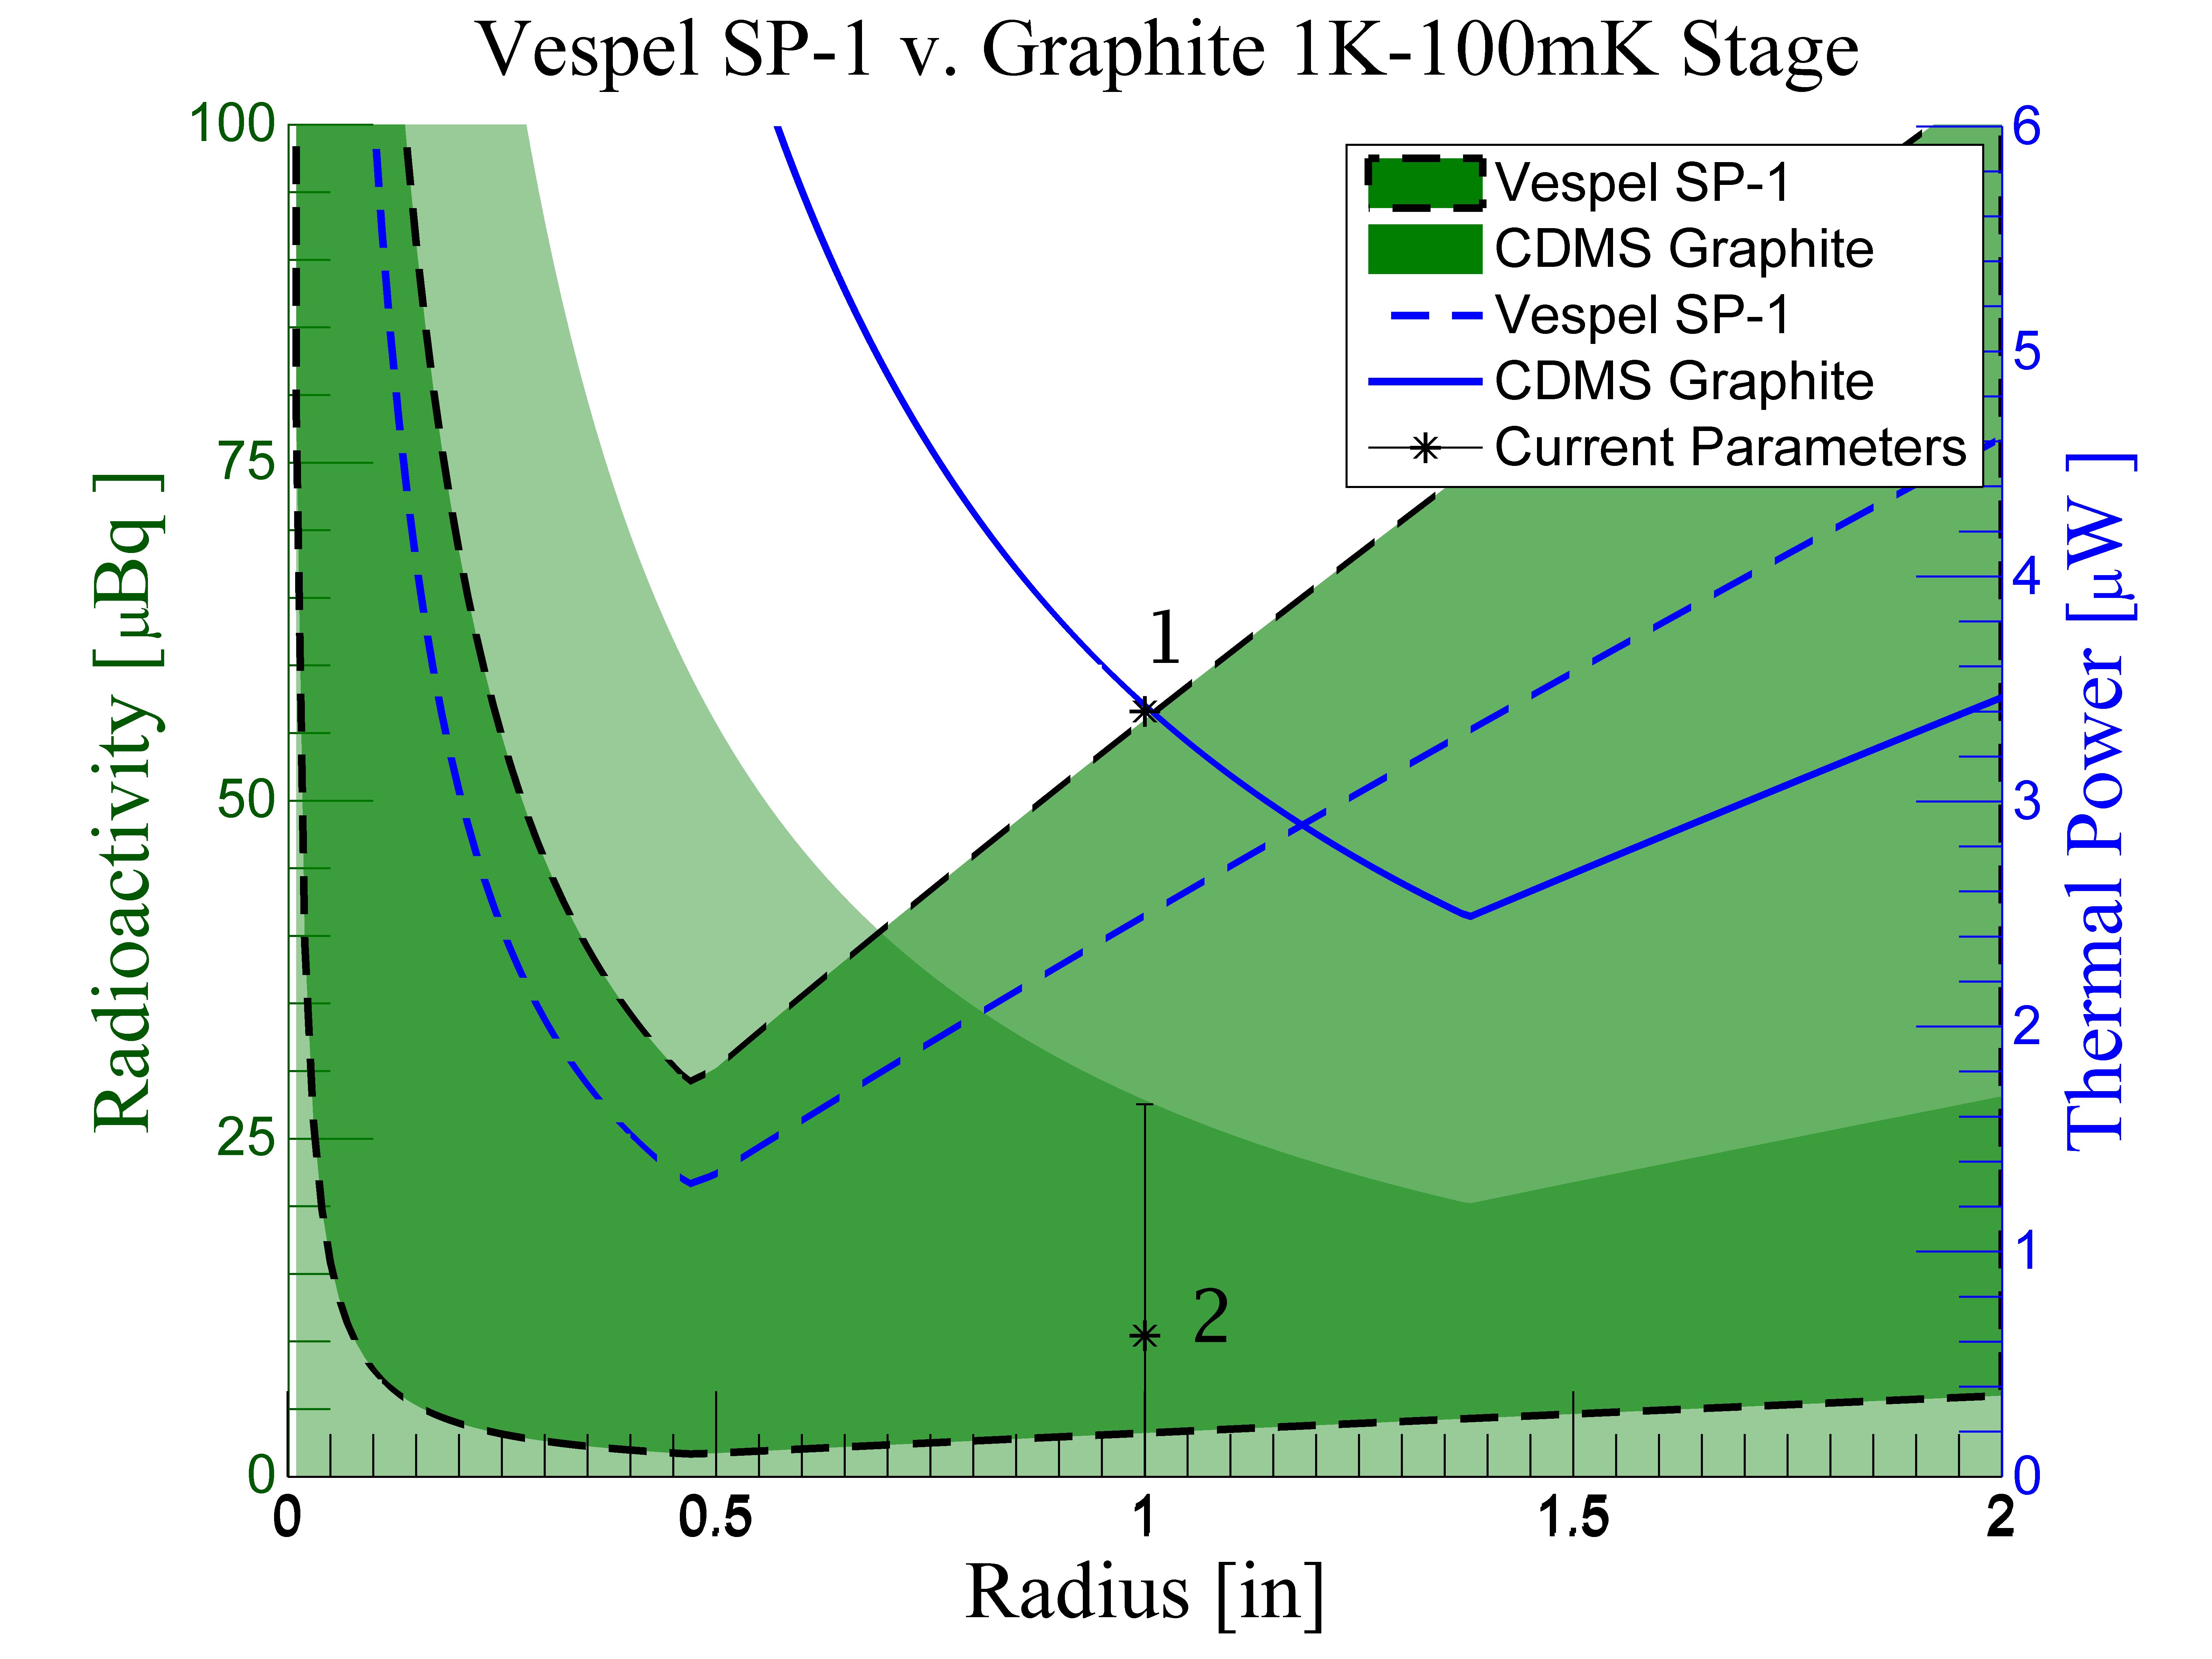 Vespel SP-1 v. Graphite 1K-100mK Stage
100
75
50
25
0
Radioactivity [μBq ]
Vespel SP-1
CDMS Graphite
Vespel SP-1
CDMS Graphite
Current Parameters
1
2
6
5
4
3
2
1
0
Thermal Power [μW ]
0 0.5 1 1.5 2
Radius [in]